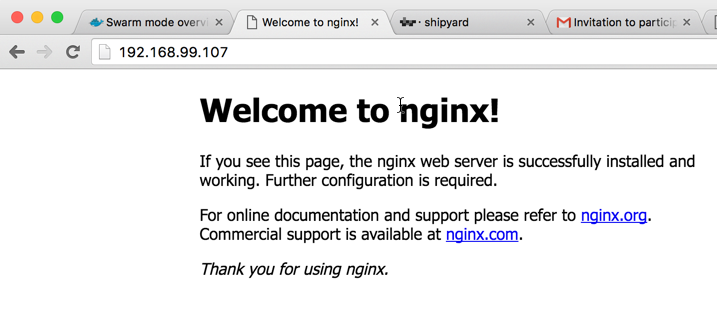 Swarm mode overvi
Welcome to nginx!
shipyard
Invitation to particip
192.168.99.107
Welcome to nginx!
If you see this page, the nginx web server is successfully installed and
working. Further configuration is required.
For online documentation and support please refer to nginx.org.
Commercial support is available at nginx.com.
Thank you for using nginx.